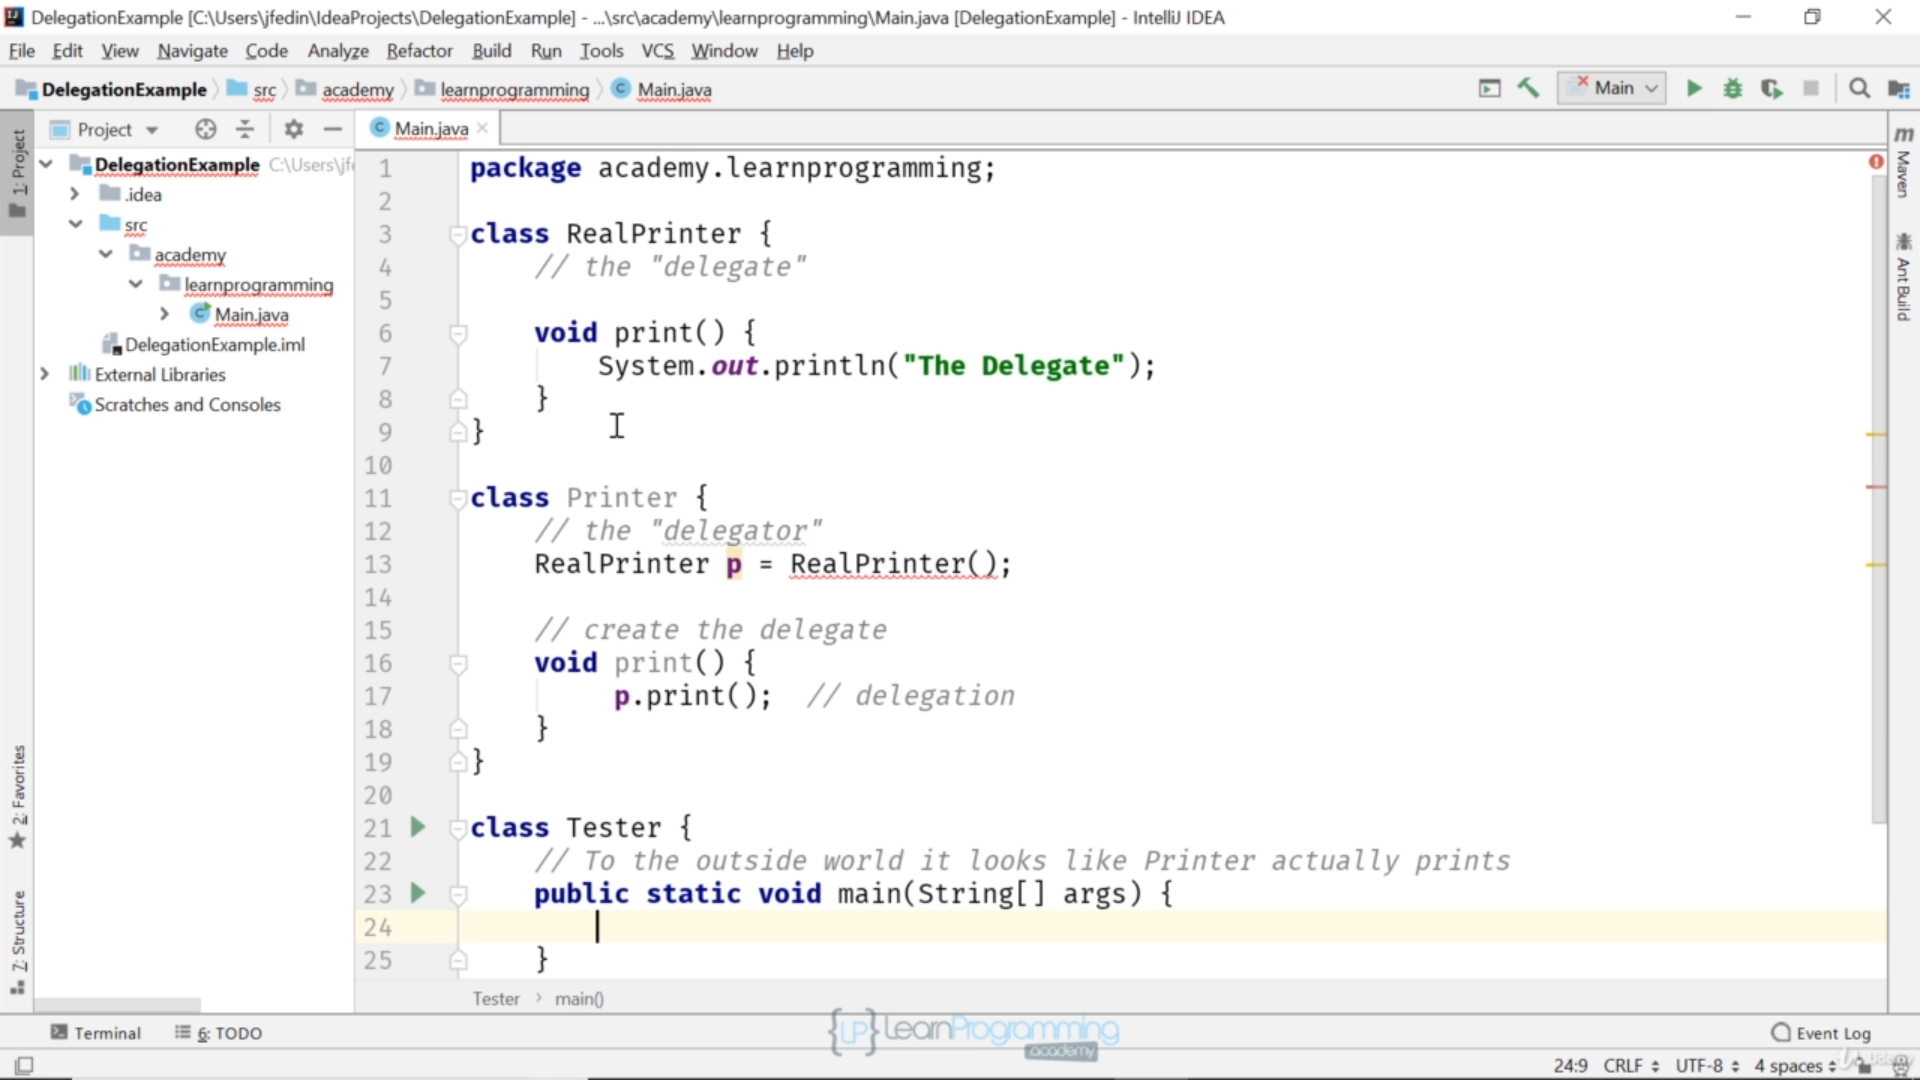 DelegationExample [C:\Users\jfedin\IdeaProjects\DelegationExample] - ...\src\academy\learnprogramming\Main.java [DelegationExample] - IntelliJ IDEA
File Edit View Navigate Code Analyze Refactor Build Run Tools VCS Window Help
DelegationExample src academy learnprogramming Main.java Main
Project
Main.java
1: Project
DelegationExample C:\Users\jf
.idea
src
academy
learnprogramming
Main.java
DelegationExample.iml
External Libraries
Scratches and Consoles
2: Favorites
7: Structure
1 package academy.learnprogramming;
2
3 class RealPrinter {
4 // the "delegate"
5
6 void print() {
7 System.out.println("The Delegate");
8 }
9 }
10
11 class Printer {
12 // the "delegator"
13 RealPrinter p = RealPrinter();
14
15 // create the delegate
16 void print() {
17 p.print(); // delegation
18 }
19 }
20
21 class Tester {
22 // To the outside world it looks like Printer actually prints
23 public static void main(String[] args) {
24
25 }
Maven
Ant Build
Tester › main()
Terminal 6: TODO
{LP} LearnProgramming
academy
Event Log
24:9 CRLF UTF-8 4 spaces
Udemy